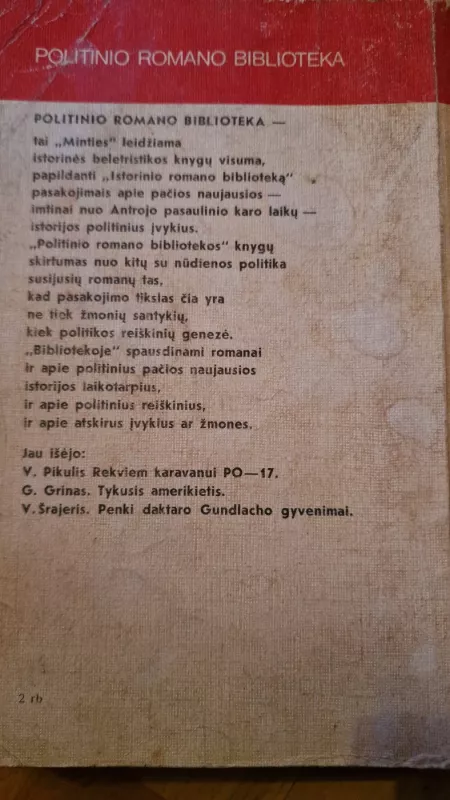 POLITINIO ROMANO BIBLIOTEKA
POLITINIO ROMANO BIBLIOTEKA —
tai „Minties" leidžiama
istorinės beletristikos knygų visuma,
papildanti „Istorinio romano biblioteką"
pasakojimais apie pačios naujausios —
imtinai nuo Antrojo pasaulinio karo laikų —
istorijos politinius įvykius.
„Politinio romano bibliotekos" knygų
skirtumas nuo kitų su nūdienos politika
susijusių romanų tas,
kad pasakojimo tikslas čia yra
ne tiek žmonių santykių,
kiek politikos reiškinių genezė.
„Bibliotekoje" spausdinami romanai
ir apie politinius pačios naujausios
istorijos laikotarpius,
ir apie politinius reiškinius,
ir apie atskirus įvykius ar žmones.
Jau išėjo:
V. Pikulis Rekviem karavanui PO—17.
G. Grinas. Tykusis amerikietis.
V. Šrajeris. Penki daktaro Gundlacho gyvenimai.
2 rb